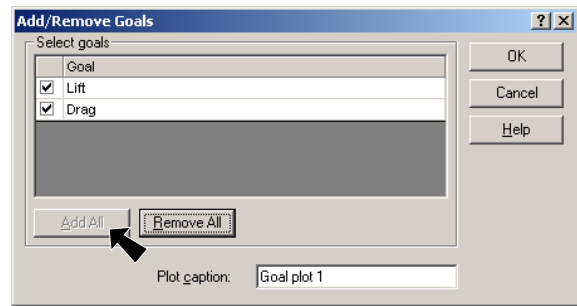 Add/Remove Goals
Select goals
Goal
Lift
Drag
Add All
Remove All
Plot caption: Goal plot 1
OK
Cancel
Help